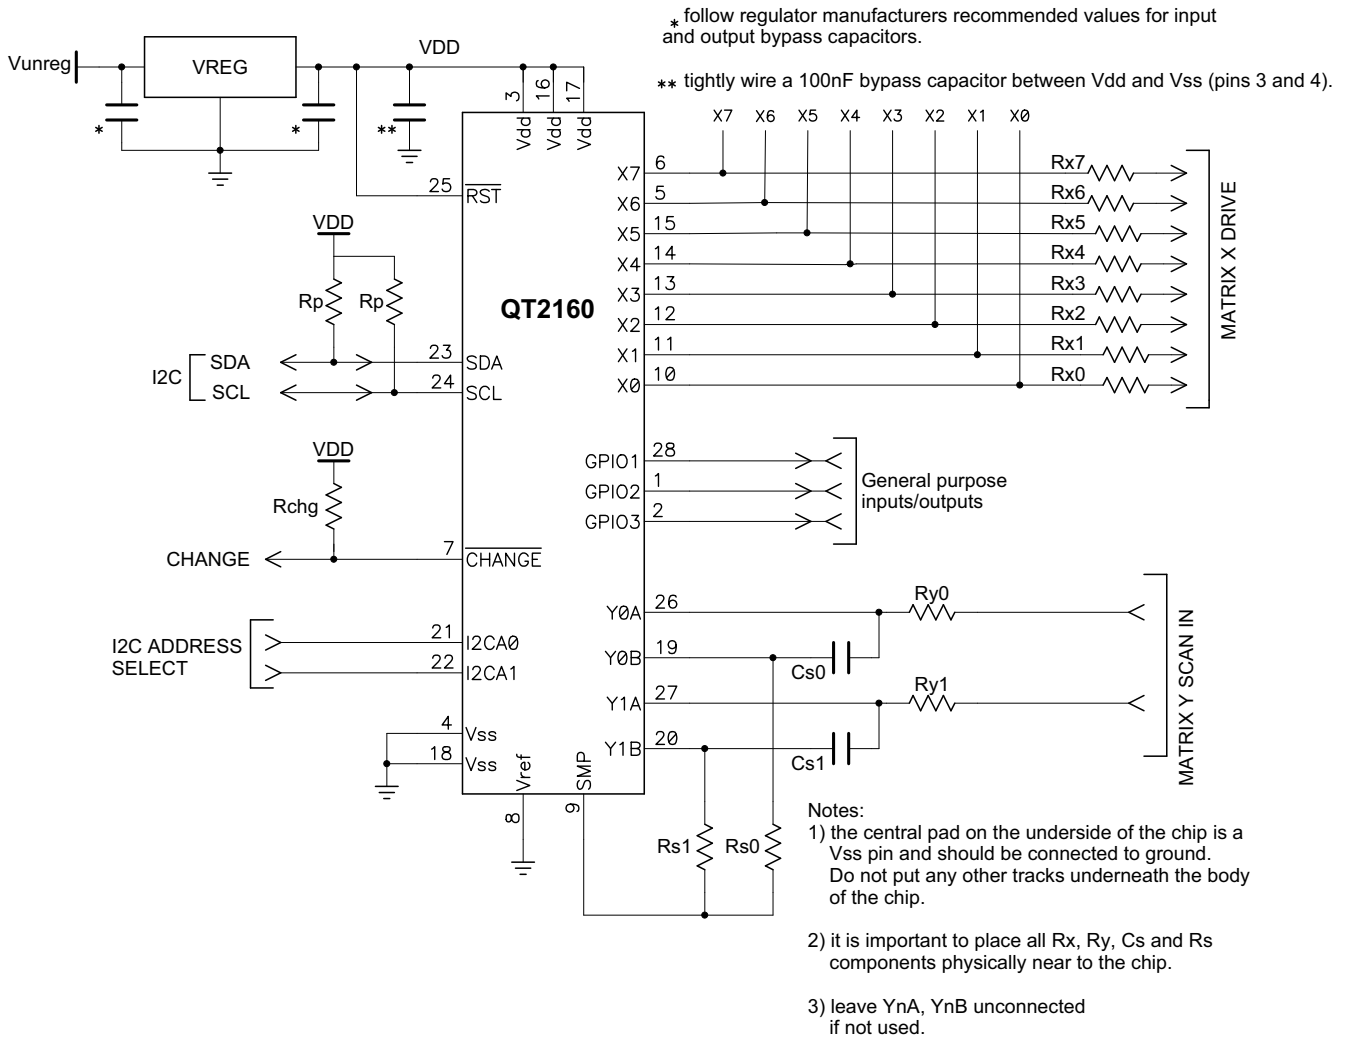 * follow regulator manufacturers recommended values for input
and output bypass capacitors.
** tightly wire a 100nF bypass capacitor between Vdd and Vss (pins 3 and 4).
Vunreg
VREG
VDD
*
*
**
3
16
17
Vdd
Vdd
Vdd
X7 X6 X5 X4 X3 X2 X1 X0
25 RST
VDD
Rp
Rp
I2C
SDA
SCL
23 SDA
24 SCL
QT2160
X7 6 Rx7
X6 5 Rx6
X5 15 Rx5
X4 14 Rx4
X3 13 Rx3
X2 12 Rx2
X1 11 Rx1
X0 10 Rx0
MATRIX X DRIVE
VDD
Rchg
CHANGE
7 CHANGE
GPIO1 28
GPIO2 1
GPIO3 2
General purpose
inputs/outputs
I2C ADDRESS
SELECT
21 I2CA0
22 I2CA1
Y0A 26 Ry0
Y0B 19
Cs0
Y1A 27 Ry1
Y1B 20
Cs1
MATRIX Y SCAN IN
4 Vss
18 Vss
Vref
8
SMP
9
Rs1
Rs0
Notes:
1) the central pad on the underside of the chip is a
Vss pin and should be connected to ground.
Do not put any other tracks underneath the body
of the chip.
2) it is important to place all Rx, Ry, Cs and Rs
components physically near to the chip.
3) leave YnA, YnB unconnected
if not used.